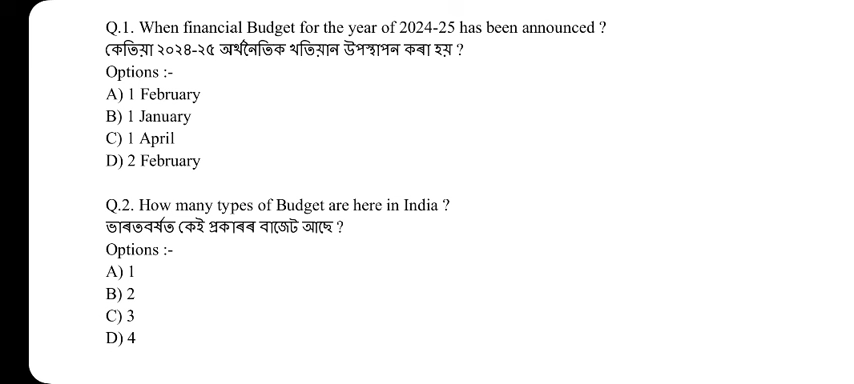 Q.1. When financial Budget for the year of 2024-25 has been announced ?
কেতিয়া ২০২৪-২৫ অৰ্থনৈতিক খতিয়ান উপস্থাপন কৰা হয় ?
Options :-
A) 1 February
B) 1 January
C) 1 April
D) 2 February
Q.2. How many types of Budget are here in India ?
ভাৰতবৰ্ষত কেই প্ৰকাৰৰ বাজেট আছে ?
Options :-
A) 1
B) 2
C) 3
D) 4